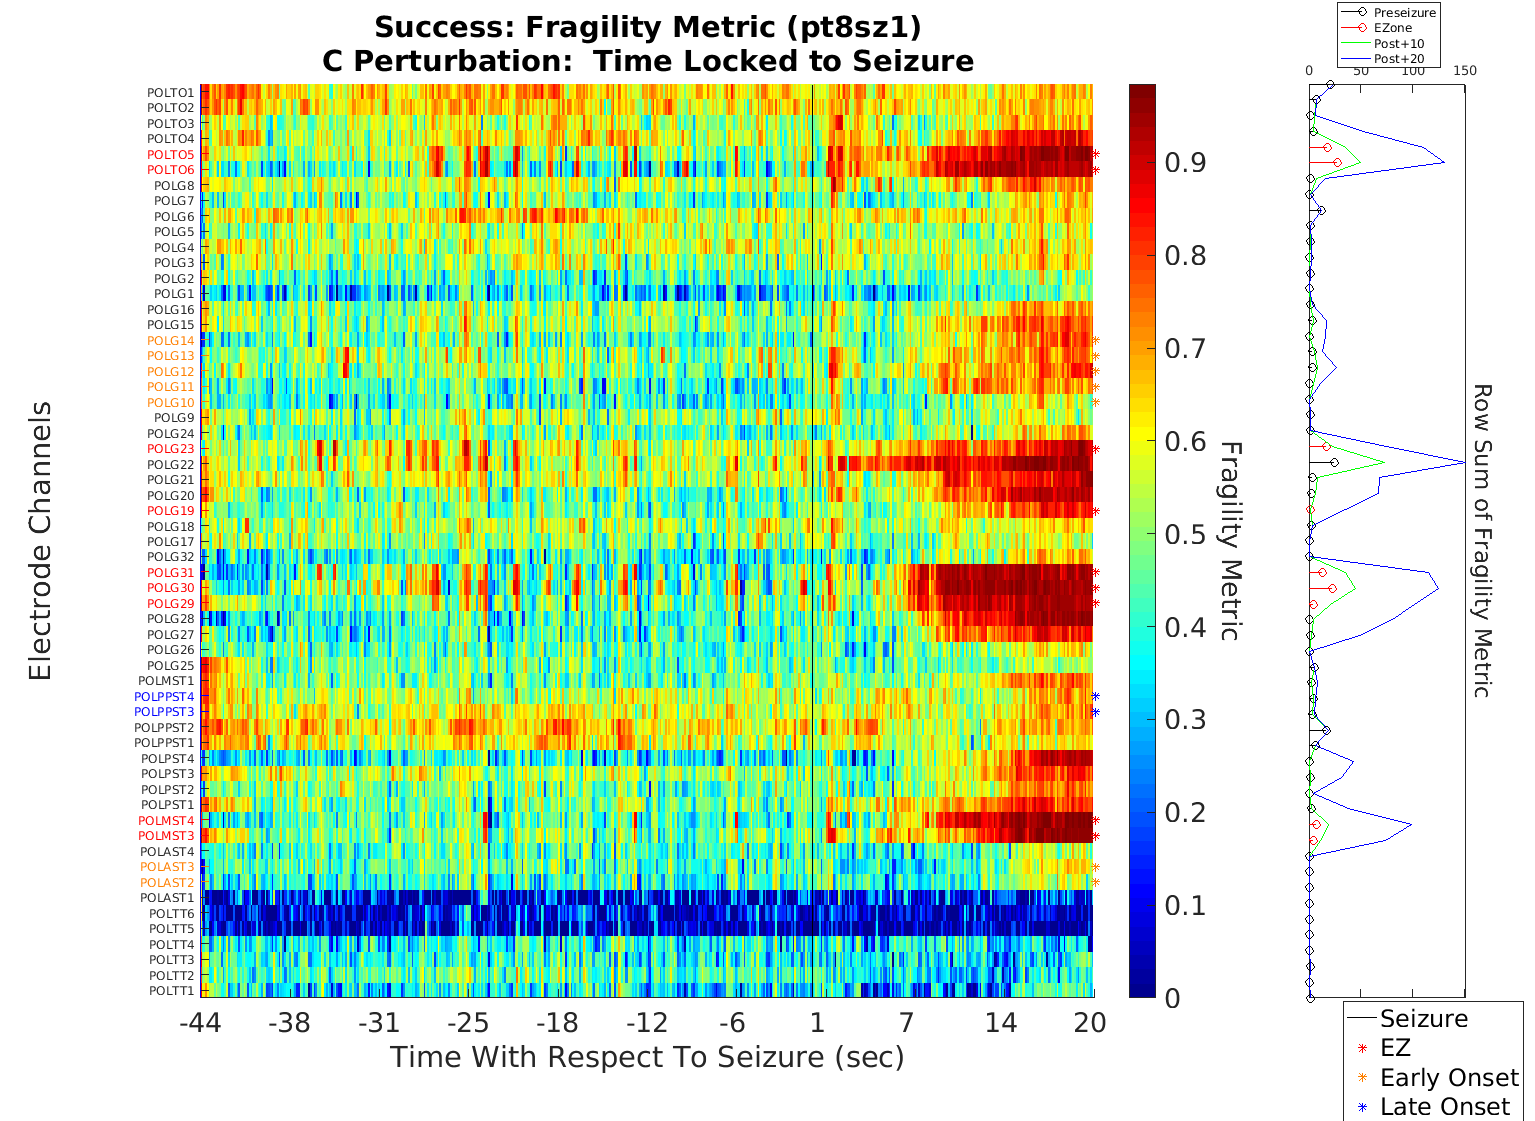 Success: Fragility Metric (pt8sz1)
C Perturbation:  Time Locked to Seizure
Electrode Channels
POLTO1
POLTO2
POLTO3
POLTO4
POLTO5
POLTO6
POLG8
POLG7
POLG6
POLG5
POLG4
POLG3
POLG2
POLG1
POLG16
POLG15
POLG14
POLG13
POLG12
POLG11
POLG10
POLG9
POLG24
POLG23
POLG22
POLG21
POLG20
POLG19
POLG18
POLG17
POLG32
POLG31
POLG30
POLG29
POLG28
POLG27
POLG26
POLG25
POLMST1
POLPPST4
POLPPST3
POLPPST2
POLPPST1
POLPST4
POLPST3
POLPST2
POLPST1
POLMST4
POLMST3
POLAST4
POLAST3
POLAST2
POLAST1
POLTT6
POLTT5
POLTT4
POLTT3
POLTT2
POLTT1
-44 -38 -31 -25 -18 -12 -6 1 7 14 20
Time With Respect To Seizure (sec)
0.9
0.8
0.7
0.6
0.5
0.4
0.3
0.2
0.1
0
Fragility Metric
Preseizure
EZone
Post+10
Post+20
0 50 100 150
Row Sum of Fragility Metric
Seizure
EZ
Early Onset
Late Onset